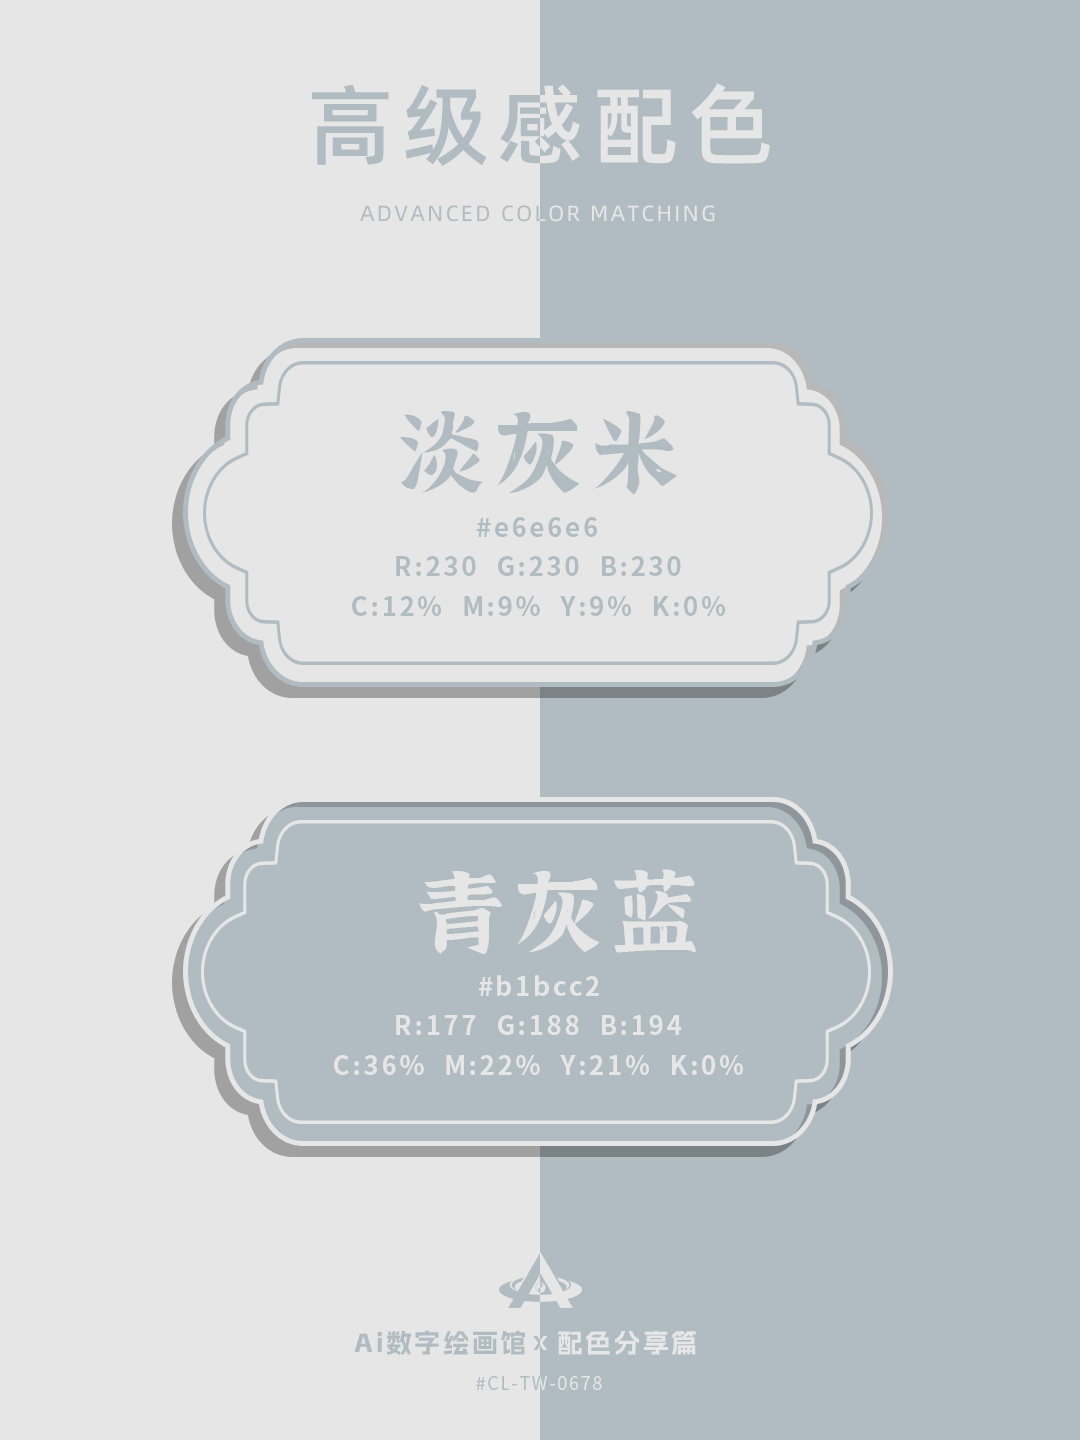 高级感配色
ADVANCED COLOR MATCHING
淡灰米
#e6e6e6
R:230 G:230 B:230
C:12% M:9% Y:9% K:0%
青灰蓝
#b1bcc2
R:177 G:188 B:194
C:36% M:22% Y:21% K:0%
Ai数字绘画馆 x 配色分享篇
#CL-TW-0678